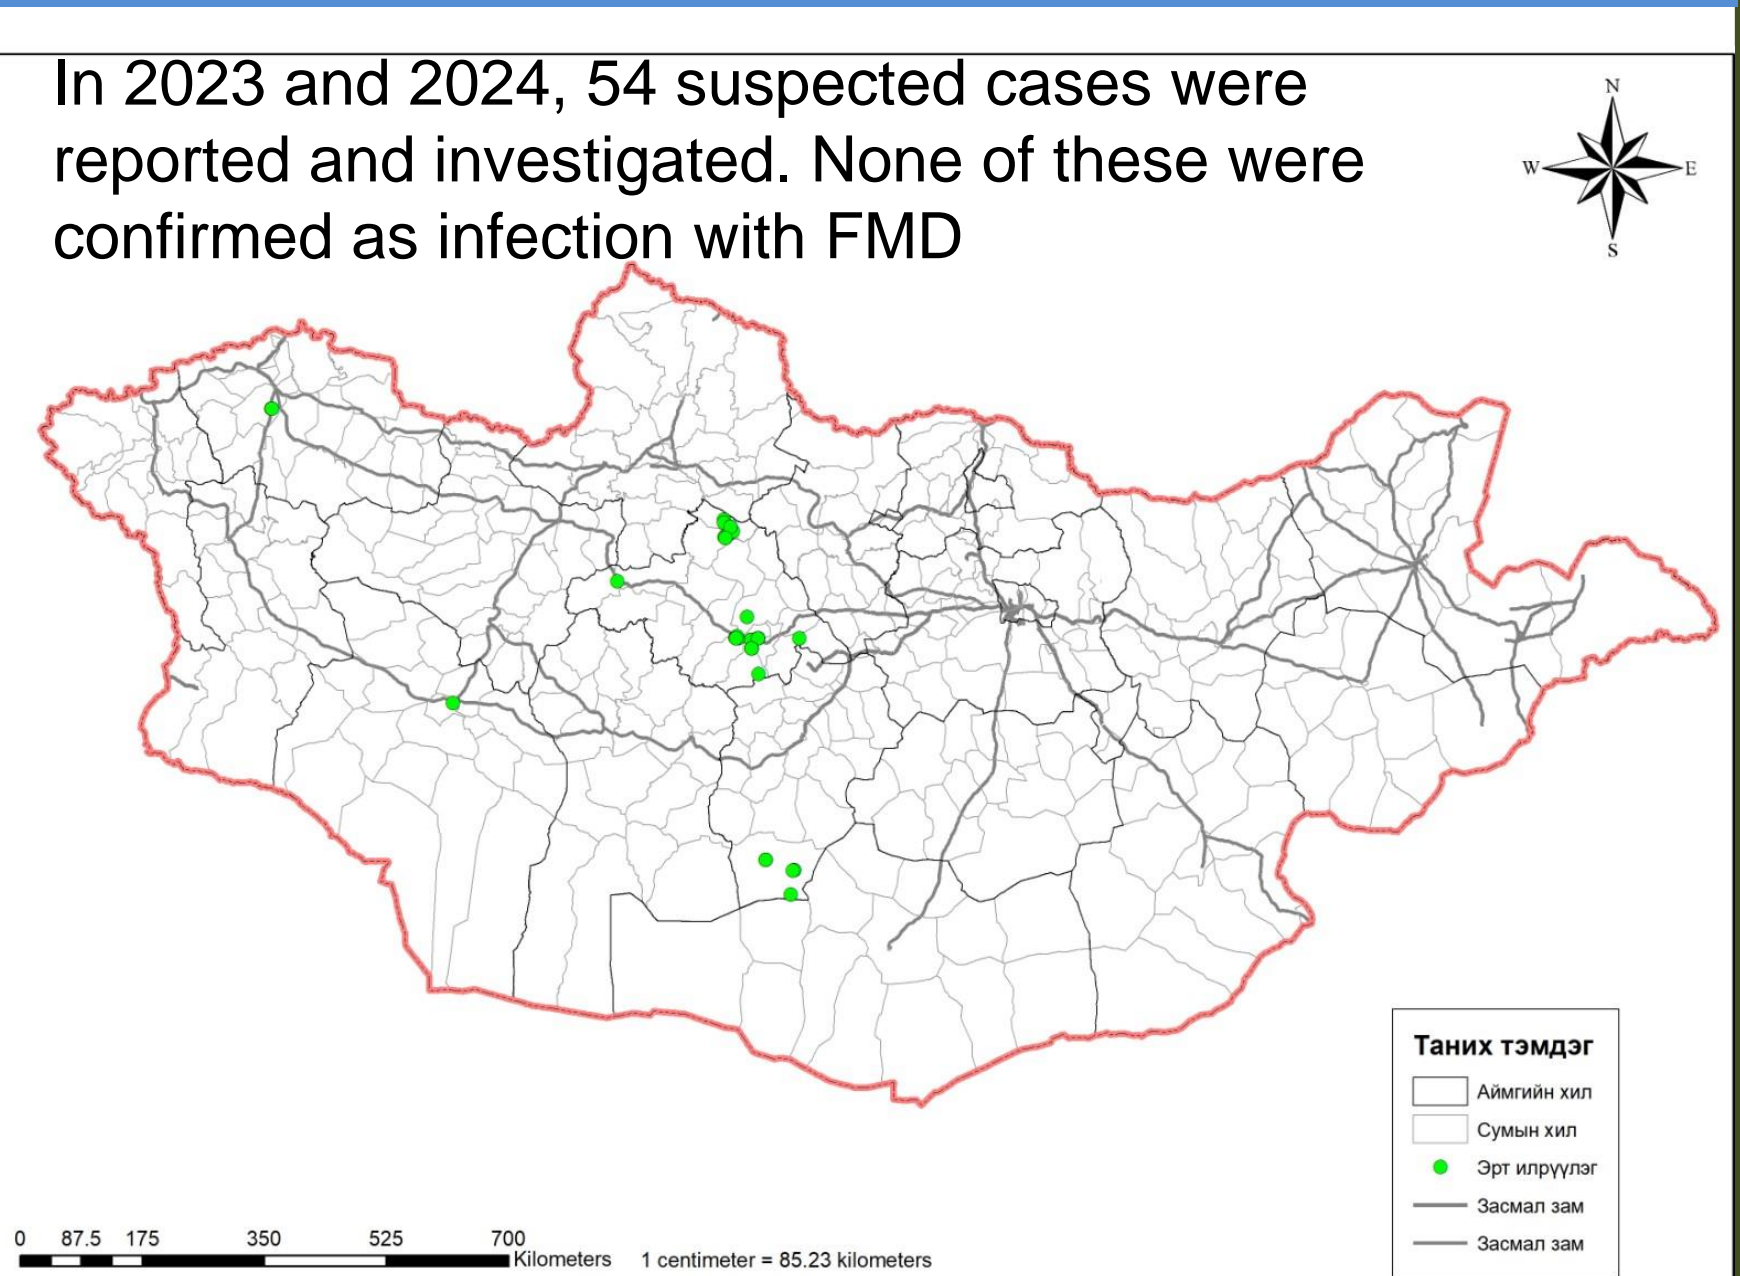 In 2023 and 2024, 54 suspected cases were
reported and investigated. None of these were
confirmed as infection with FMD
N
W
E
S
Таних тэмдэг
Аймгийн хил
Сумын хил
Эрт илрүүлэг
Засмал зам
Засмал зам
0 87.5 175 350 525 700
Kilometers 1 centimeter = 85.23 kilometers